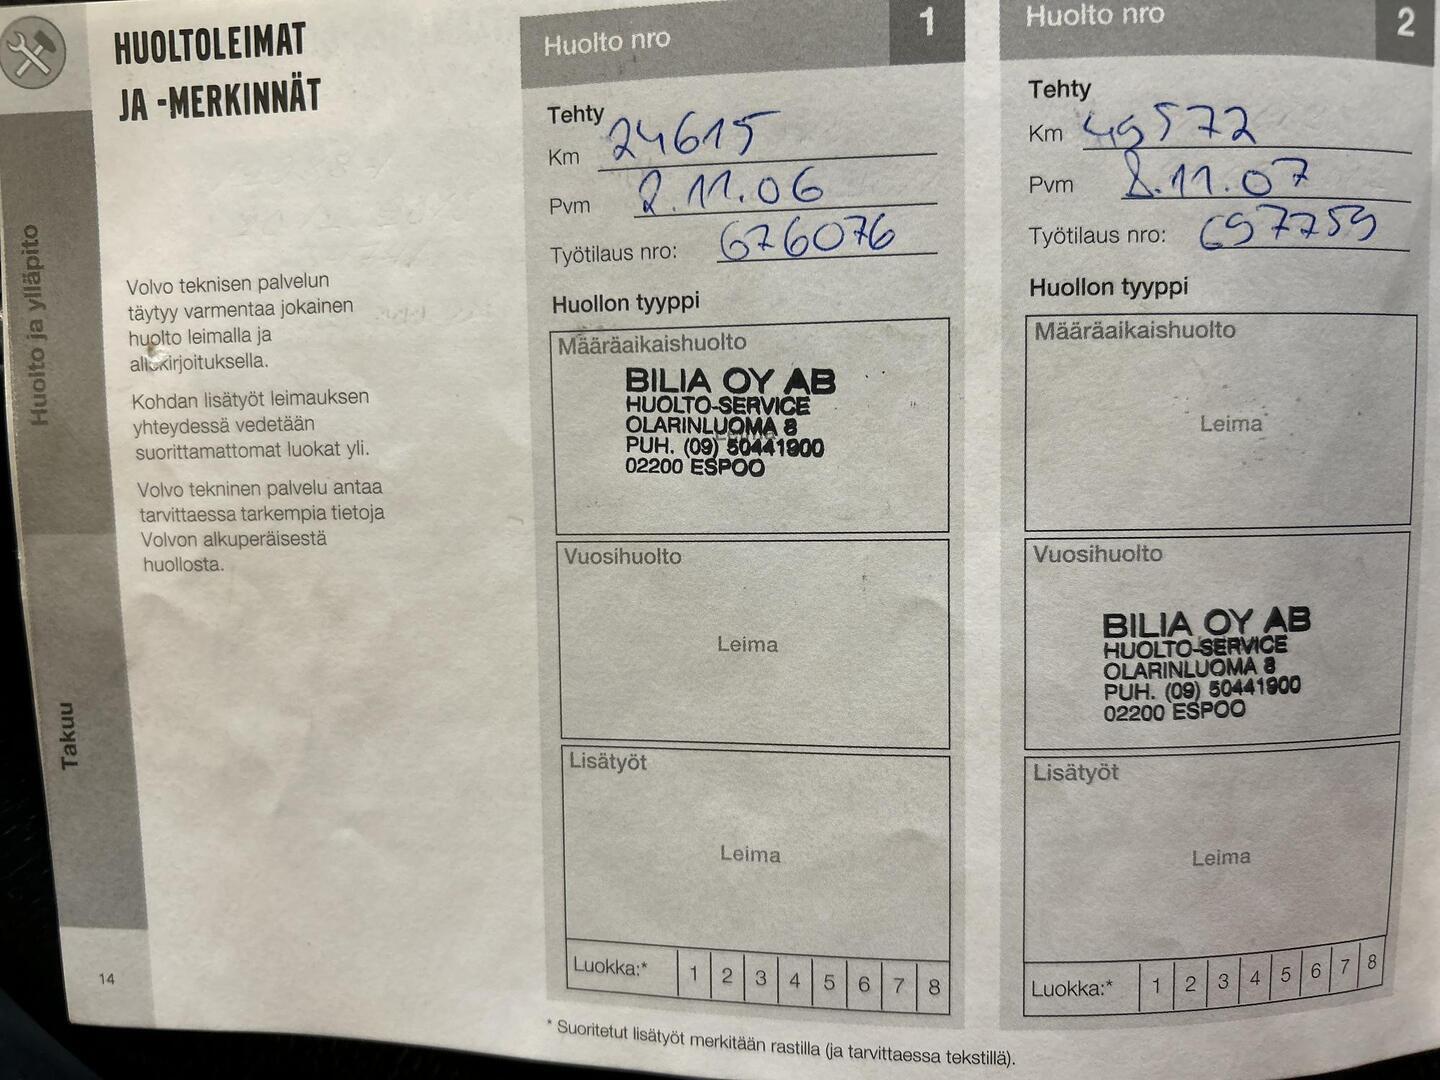 HUOLTOLEIMAT
JA -MERKINNÄT
Huolto ja ylläpito
Takuu
Volvo teknisen palvelun
täytyy varmentaa jokainen
huolto leimalla ja
allekirjoituksella.
Kohdan lisätyöt leimauksen
yhteydessä vedetään
suorittamattomat luokat yli.
Volvo tekninen palvelu antaa
tarvittaessa tarkempia tietoja
Volvon alkuperäisestä
huollosta.
14
Huolto nro 1
Tehty
Km 24615
Pvm 2.11.06
Työtilaus nro: 676076
Huollon tyyppi
Määräaikaishuolto
BILIA OY AB
HUOLTO-SERVICE
OLARINLUOMA 8
PUH. (09) 50441900
02200 ESPOO
Vuosihuolto
Leima
Lisätyöt
Leima
Luokka:* 1 2 3 4 5 6 7 8
Huolto nro 2
Tehty
Km 49572
Pvm 8.11.07
Työtilaus nro: 697759
Huollon tyyppi
Määräaikaishuolto
Leima
Vuosihuolto
BILIA OY AB
HUOLTO-SERVICE
OLARINLUOMA 8
PUH. (09) 50441900
02200 ESPOO
Lisätyöt
Leima
Luokka:* 1 2 3 4 5 6 7 8
* Suoritetut lisätyöt merkitään rastilla (ja tarvittaessa tekstillä).